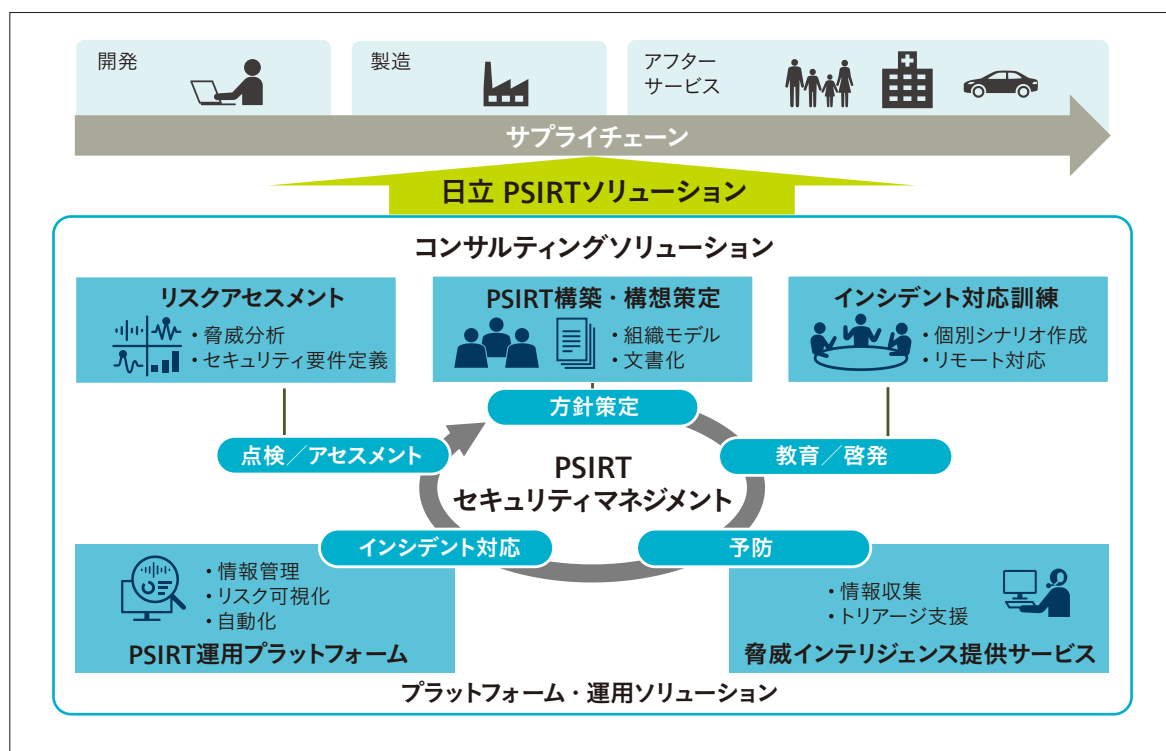 開発
製造
アフター
サービス
サプライチェーン
日立 PSIRTソリューション
コンサルティングソリューション
リスクアセスメント
・脅威分析
・セキュリティ要件定義
PSIRT構築・構想策定
・組織モデル
・文書化
インシデント対応訓練
・個別シナリオ作成
・リモート対応
方針策定
点検／アセスメント
教育／啓発
PSIRT
セキュリティマネジメント
インシデント対応
予防
・情報管理
・リスク可視化
・自動化
PSIRT運用プラットフォーム
・情報収集
・トリアージ支援
脅威インテリジェンス提供サービス
プラットフォーム・運用ソリューション